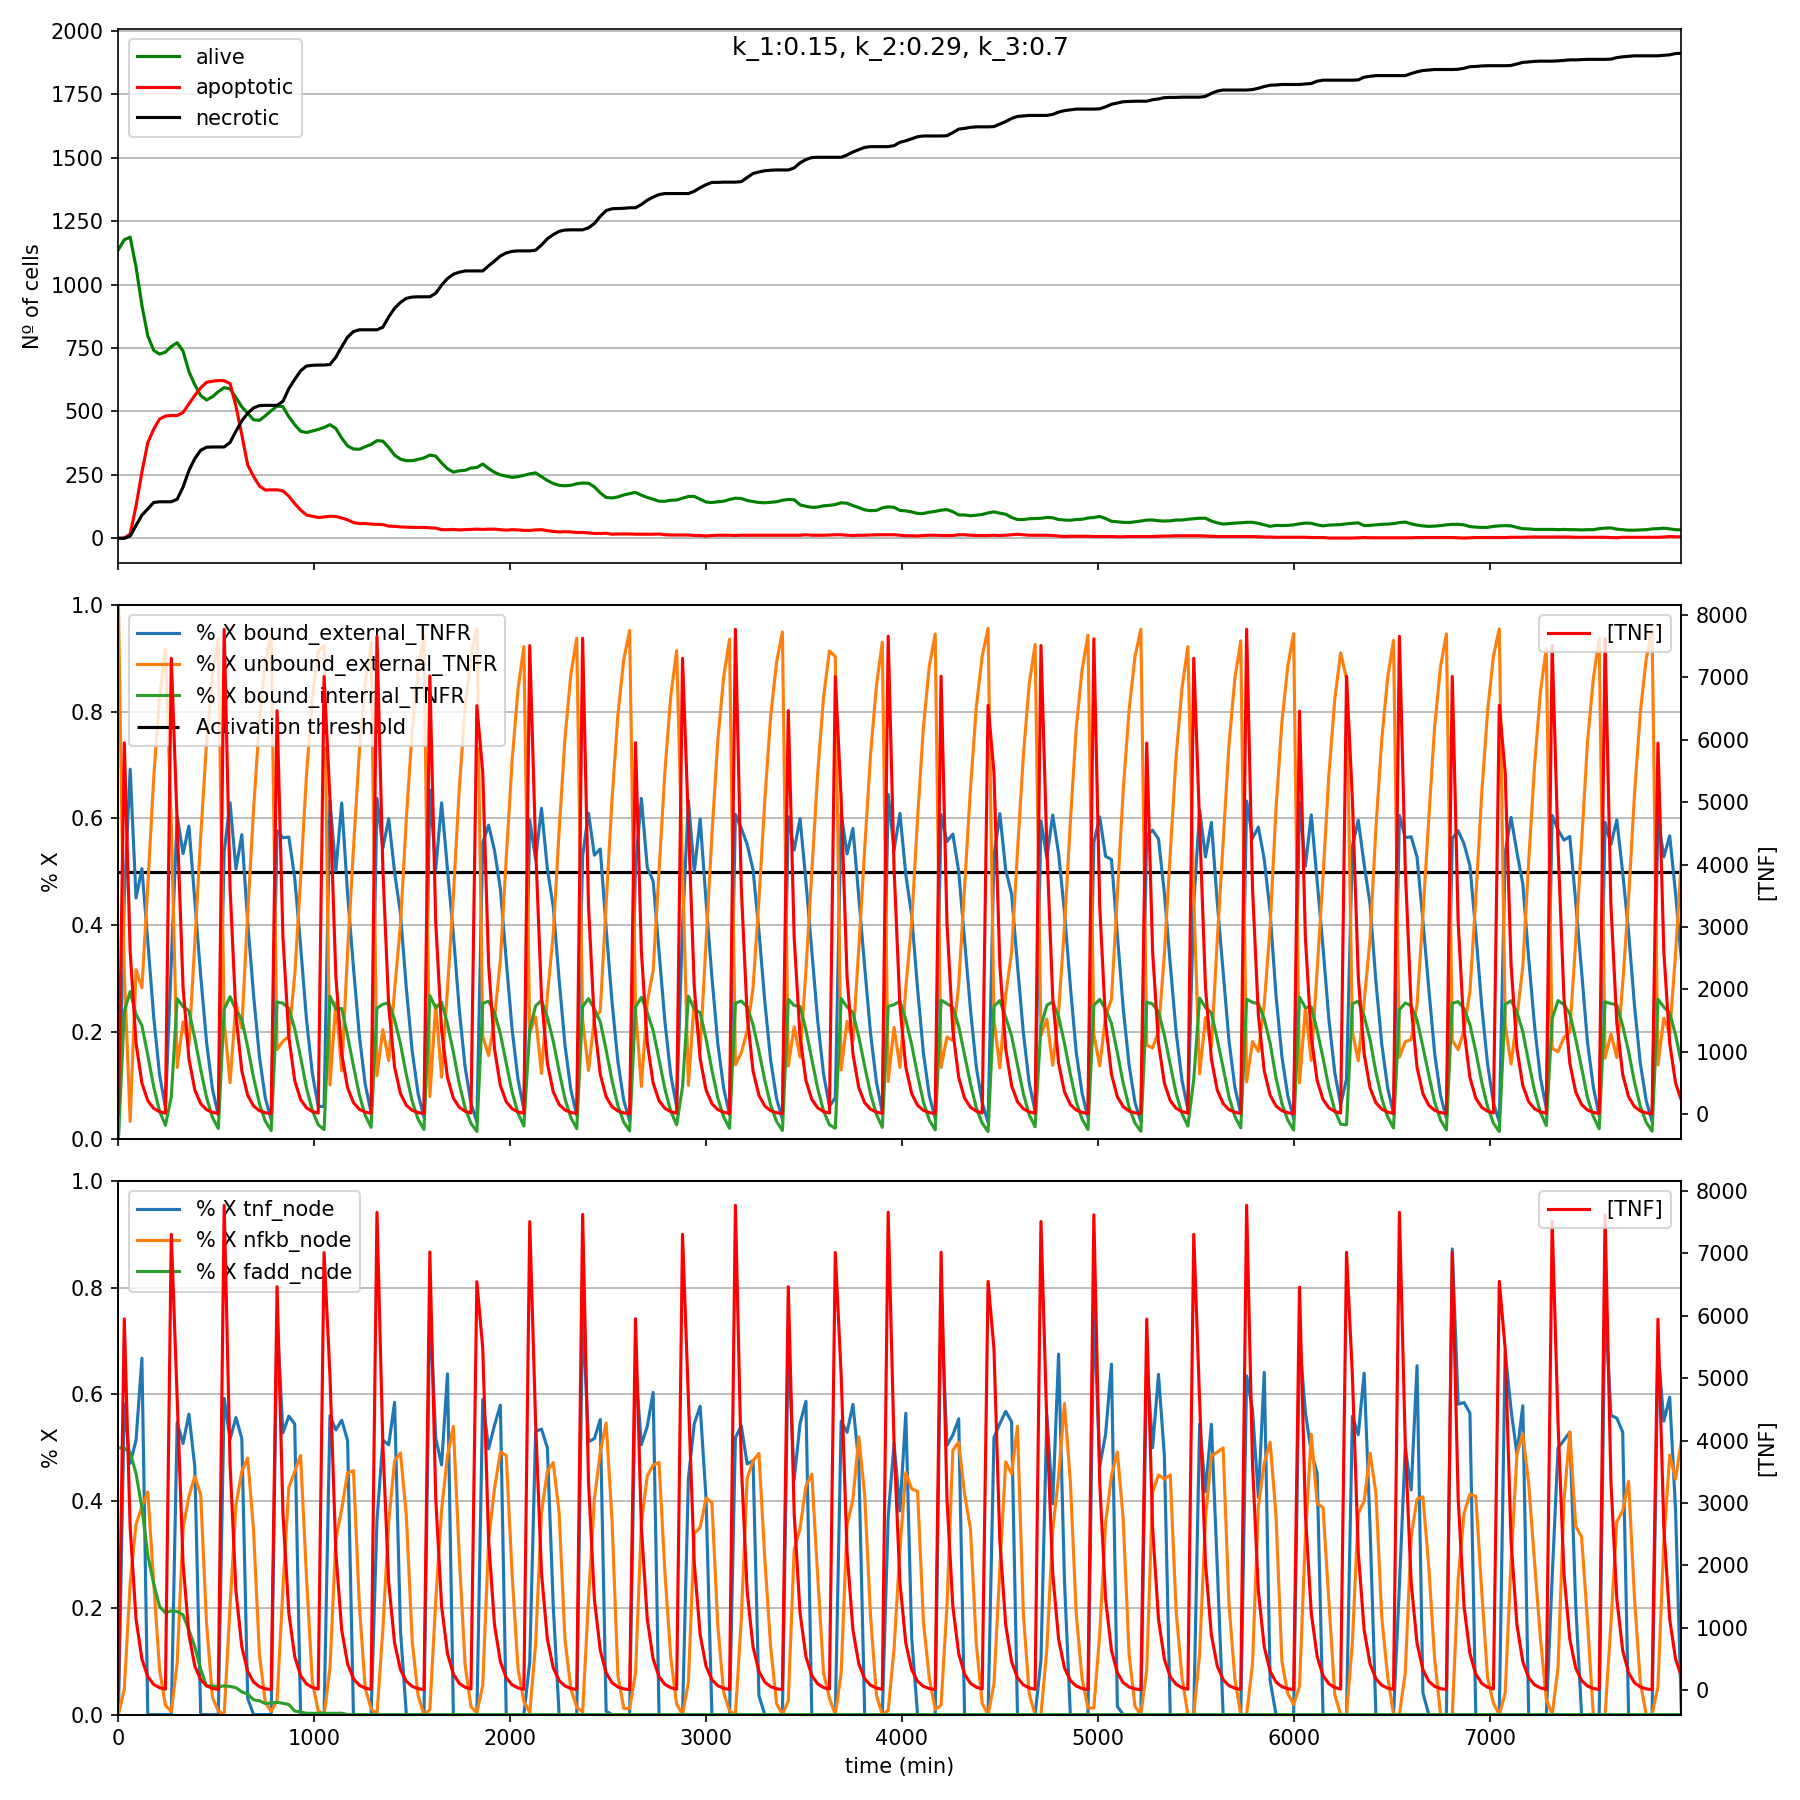 k_1:0.15, k_2:0.29, k_3:0.7
alive
apoptotic
necrotic
Nº of cells
2000
1750
1500
1250
1000
750
500
250
0
% X bound_external_TNFR
% X unbound_external_TNFR
% X bound_internal_TNFR
Activation threshold
[TNF]
% X
1.0
0.8
0.6
0.4
0.2
0.0
8000
7000
6000
5000
4000
3000
2000
1000
0
[TNF]
% X tnf_node
% X nfkb_node
% X fadd_node
[TNF]
% X
1.0
0.8
0.6
0.4
0.2
0.0
8000
7000
6000
5000
4000
3000
2000
1000
0
[TNF]
0 1000 2000 3000 4000 5000 6000 7000
time (min)